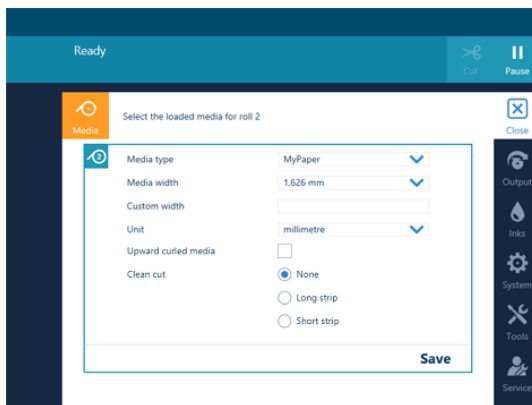 Ready
Cut
Pause
Media
Select the loaded media for roll 2
Close
2
Media type MyPaper
Media width 1,626 mm
Custom width
Unit millimetre
Upward curled media
Clean cut None
Long strip
Short strip
Save
Output
Inks
System
Tools
Service